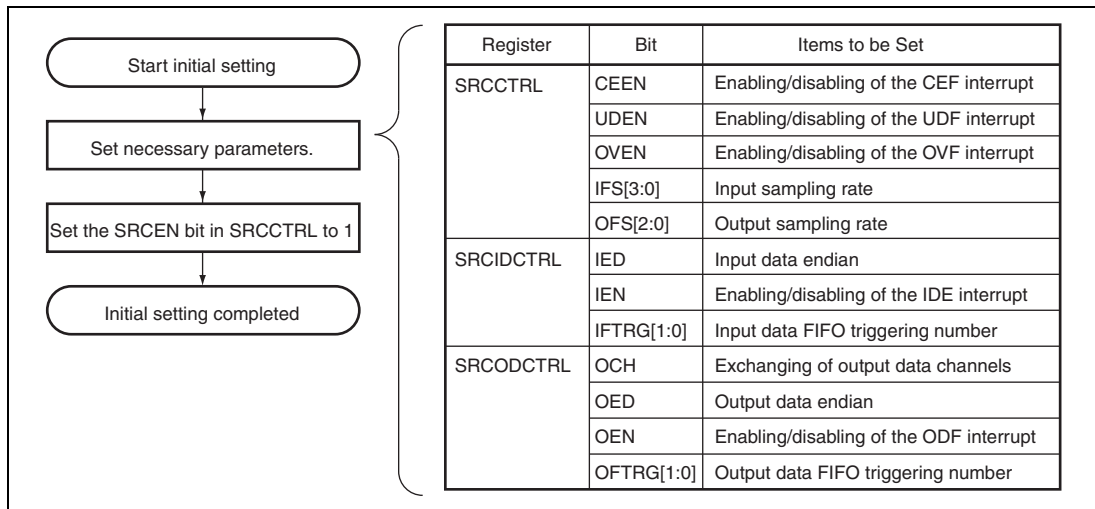 Start initial setting
Set necessary parameters.
Set the SRCEN bit in SRCCTRL to 1
Initial setting completed
Register Bit Items to be Set
SRCCTRL CEEN Enabling/disabling of the CEF interrupt
UDEN Enabling/disabling of the UDF interrupt
OVEN Enabling/disabling of the OVF interrupt
IFS[3:0] Input sampling rate
OFS[2:0] Output sampling rate
SRCIDCTRL IED Input data endian
IEN Enabling/disabling of the IDE interrupt
IFTRG[1:0] Input data FIFO triggering number
SRCODCTRL OCH Exchanging of output data channels
OED Output data endian
OEN Enabling/disabling of the ODF interrupt
OFTRG[1:0] Output data FIFO triggering number